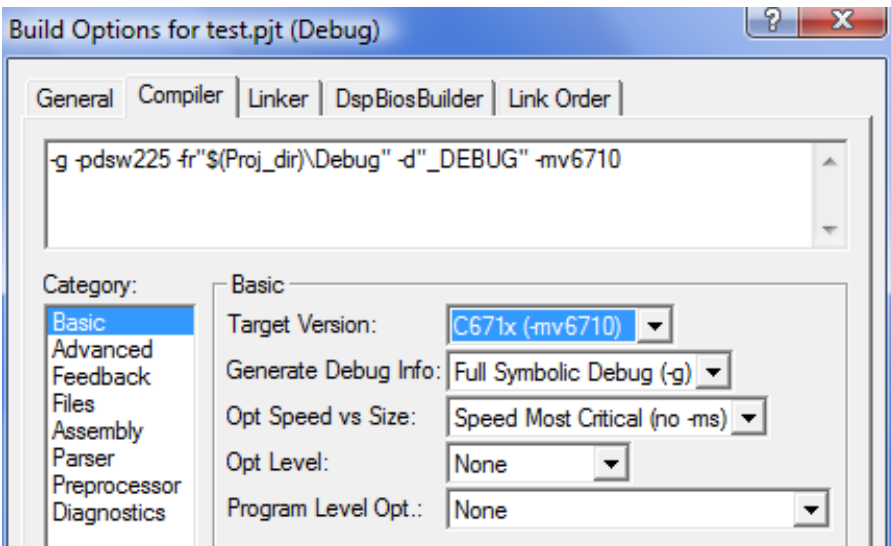 Build Options for test.pjt (Debug)
General Compiler Linker DspBiosBuilder Link Order
-g -pdsw225 -fr"$(Proj_dir)\Debug" -d"_DEBUG" -mv6710
Category:
Basic
Advanced
Feedback
Files
Assembly
Parser
Preprocessor
Diagnostics
Basic
Target Version: C671x (-mv6710)
Generate Debug Info: Full Symbolic Debug (-g)
Opt Speed vs Size: Speed Most Critical (no -ms)
Opt Level: None
Program Level Opt.: None